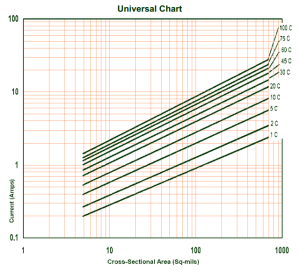 Universal Chart
100
10
1
0.1
Current (Amps)
100 C
75 C
60 C
45 C
30 C
20 C
10 C
5 C
2 C
1 C
1
10
100
1000
Cross-Sectional Area (Sq-mils)